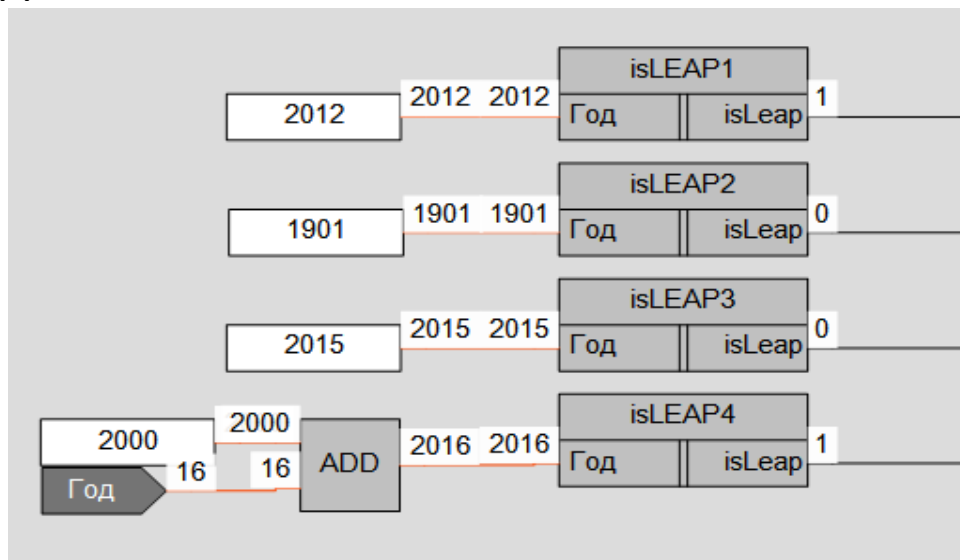 isLEAP1
2012 2012 2012 Год isLeap 1
isLEAP2
1901 1901 1901 Год isLeap 0
isLEAP3
2015 2015 2015 Год isLeap 0
isLEAP4
2000 2000 ADD 2016 2016 Год isLeap 1
Год 16 16